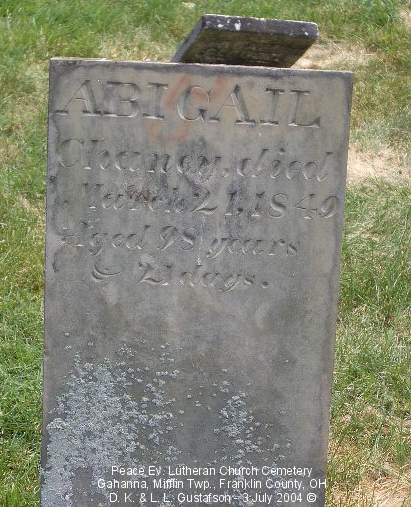 ABIGAIL
Chaney, died
March 21, 1849
Aged 98 years
& 21 days.
Peace Ev. Lutheran Church Cemetery
Gahanna, Mifflin Twp., Franklin County, OH
D. K. & L. L. Gustafson - 3 July 2004 ©